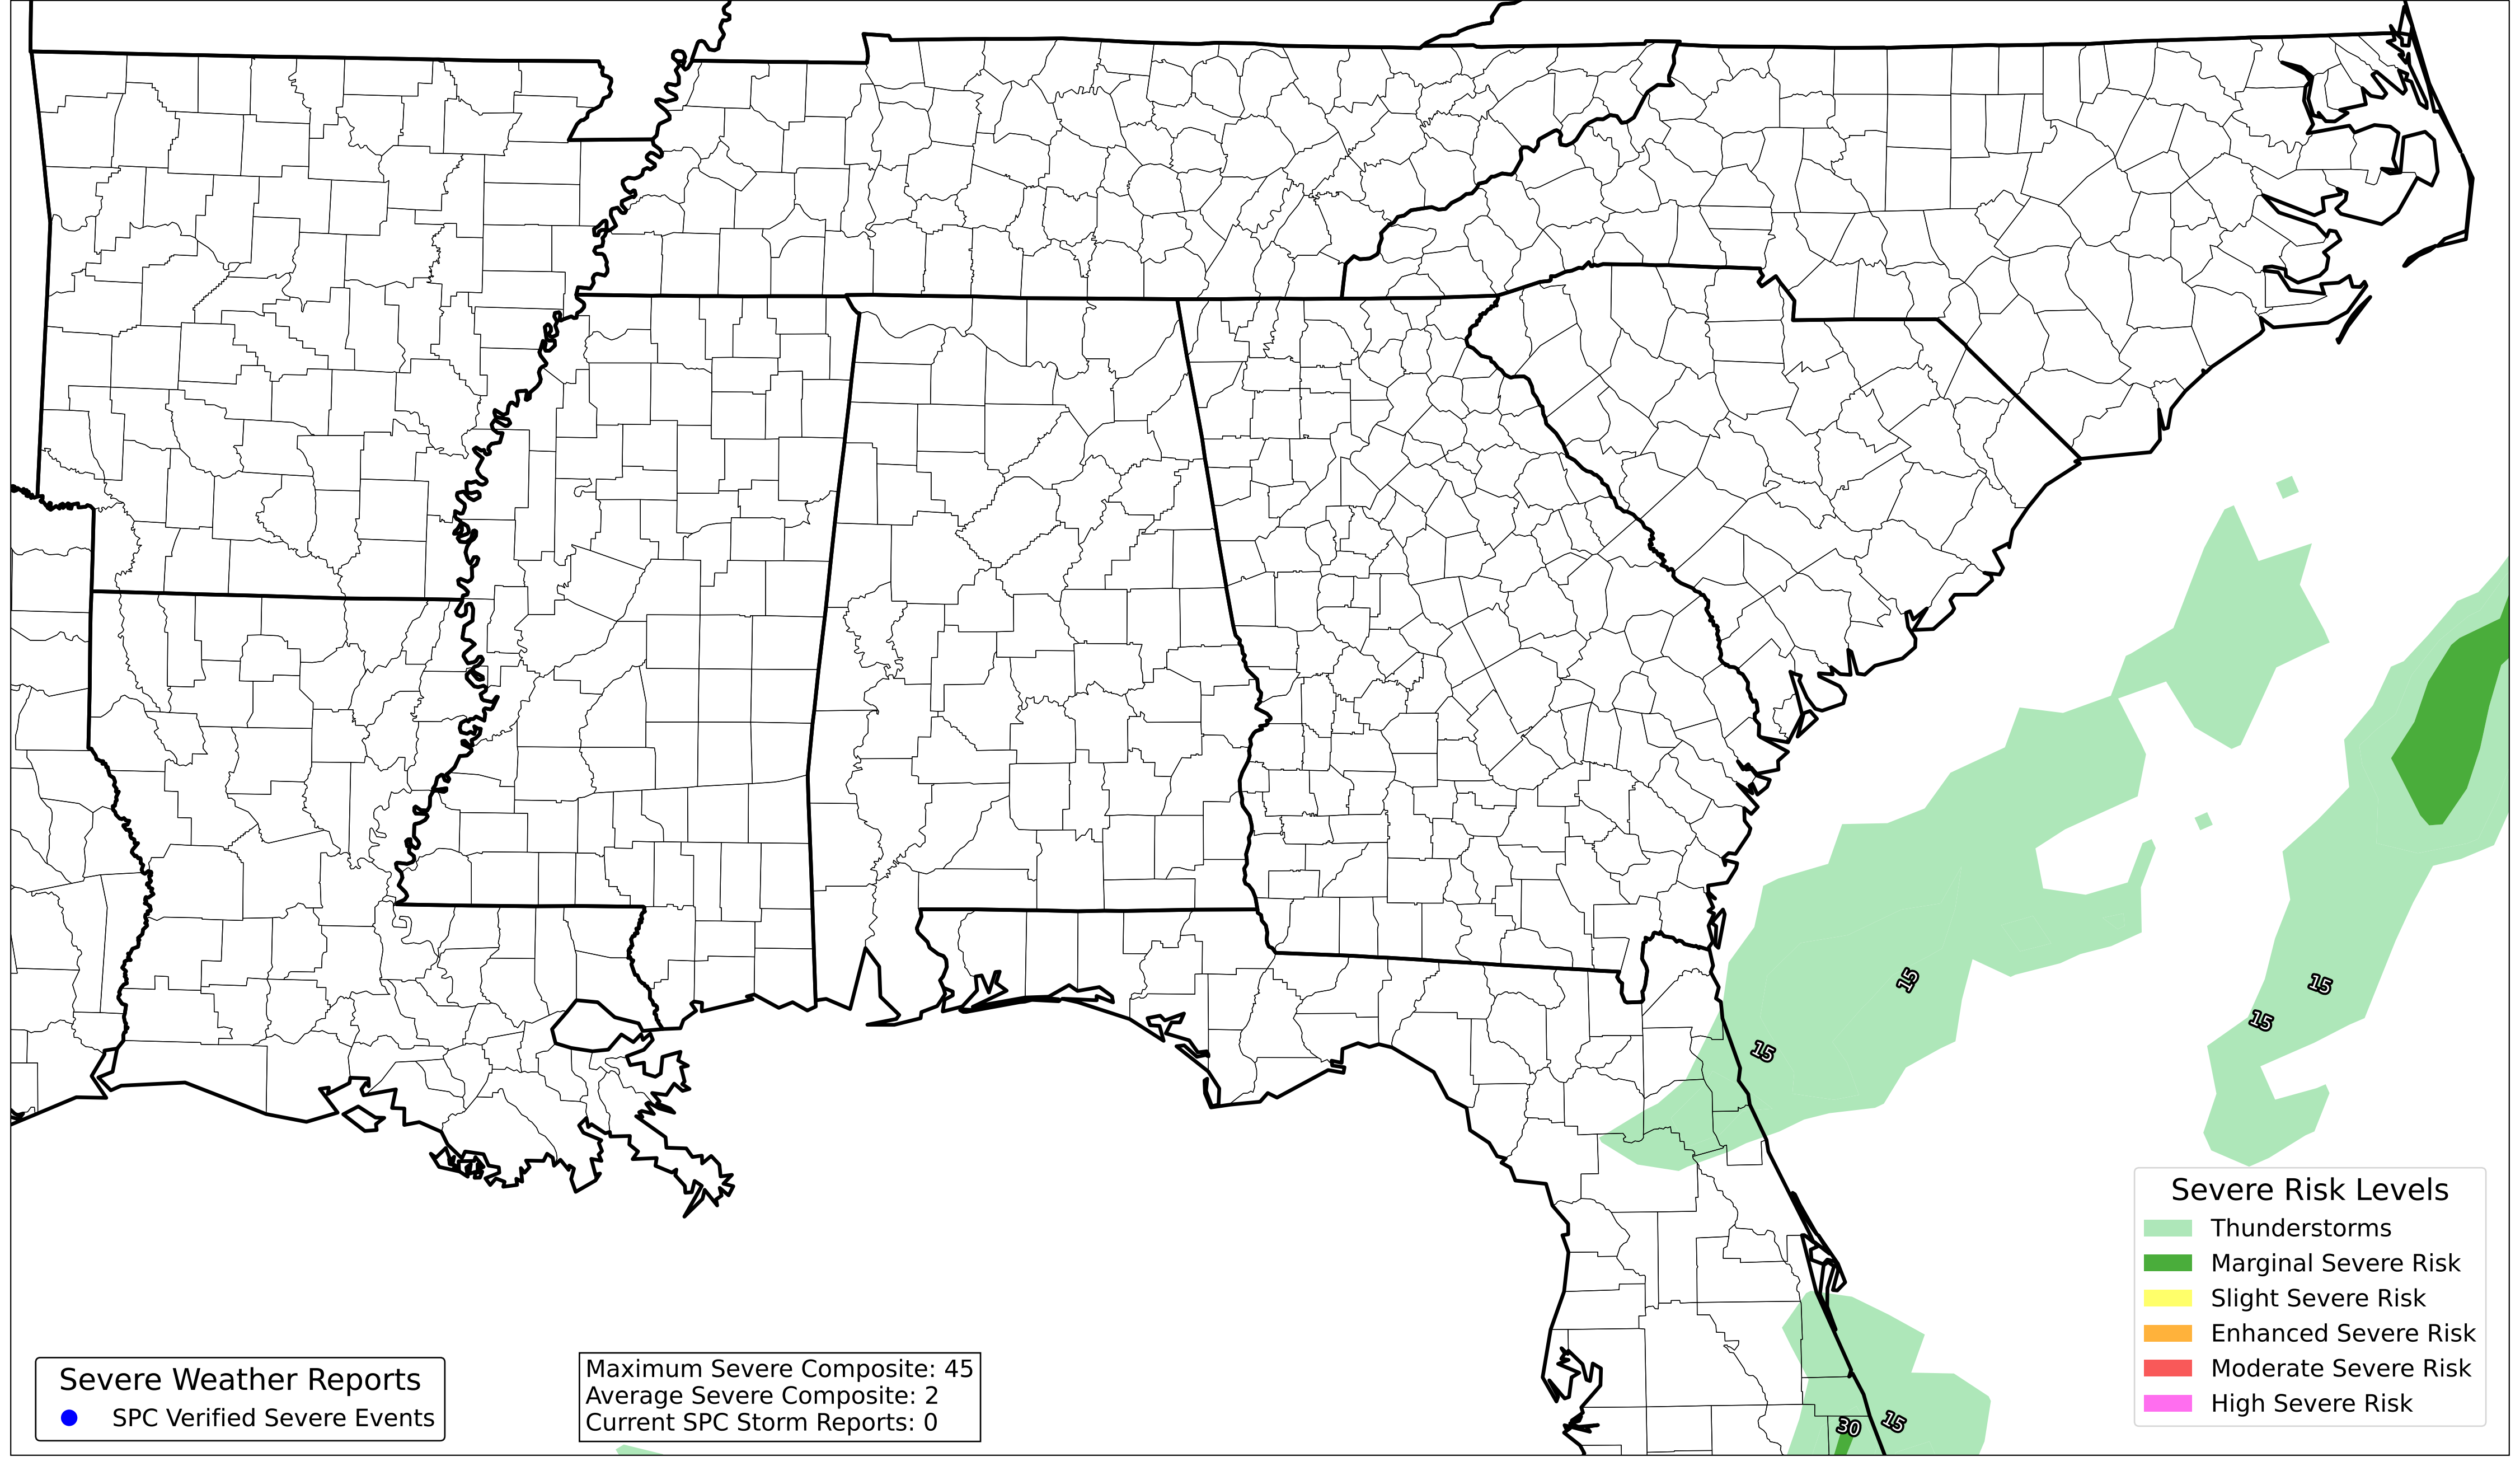 15
15
15
15
Severe Risk Levels
Thunderstorms
Marginal Severe Risk
Slight Severe Risk
Enhanced Severe Risk
Moderate Severe Risk
High Severe Risk
Severe Weather Reports
SPC Verified Severe Events
Maximum Severe Composite: 45
Average Severe Composite: 2
Current SPC Storm Reports: 0
30
15